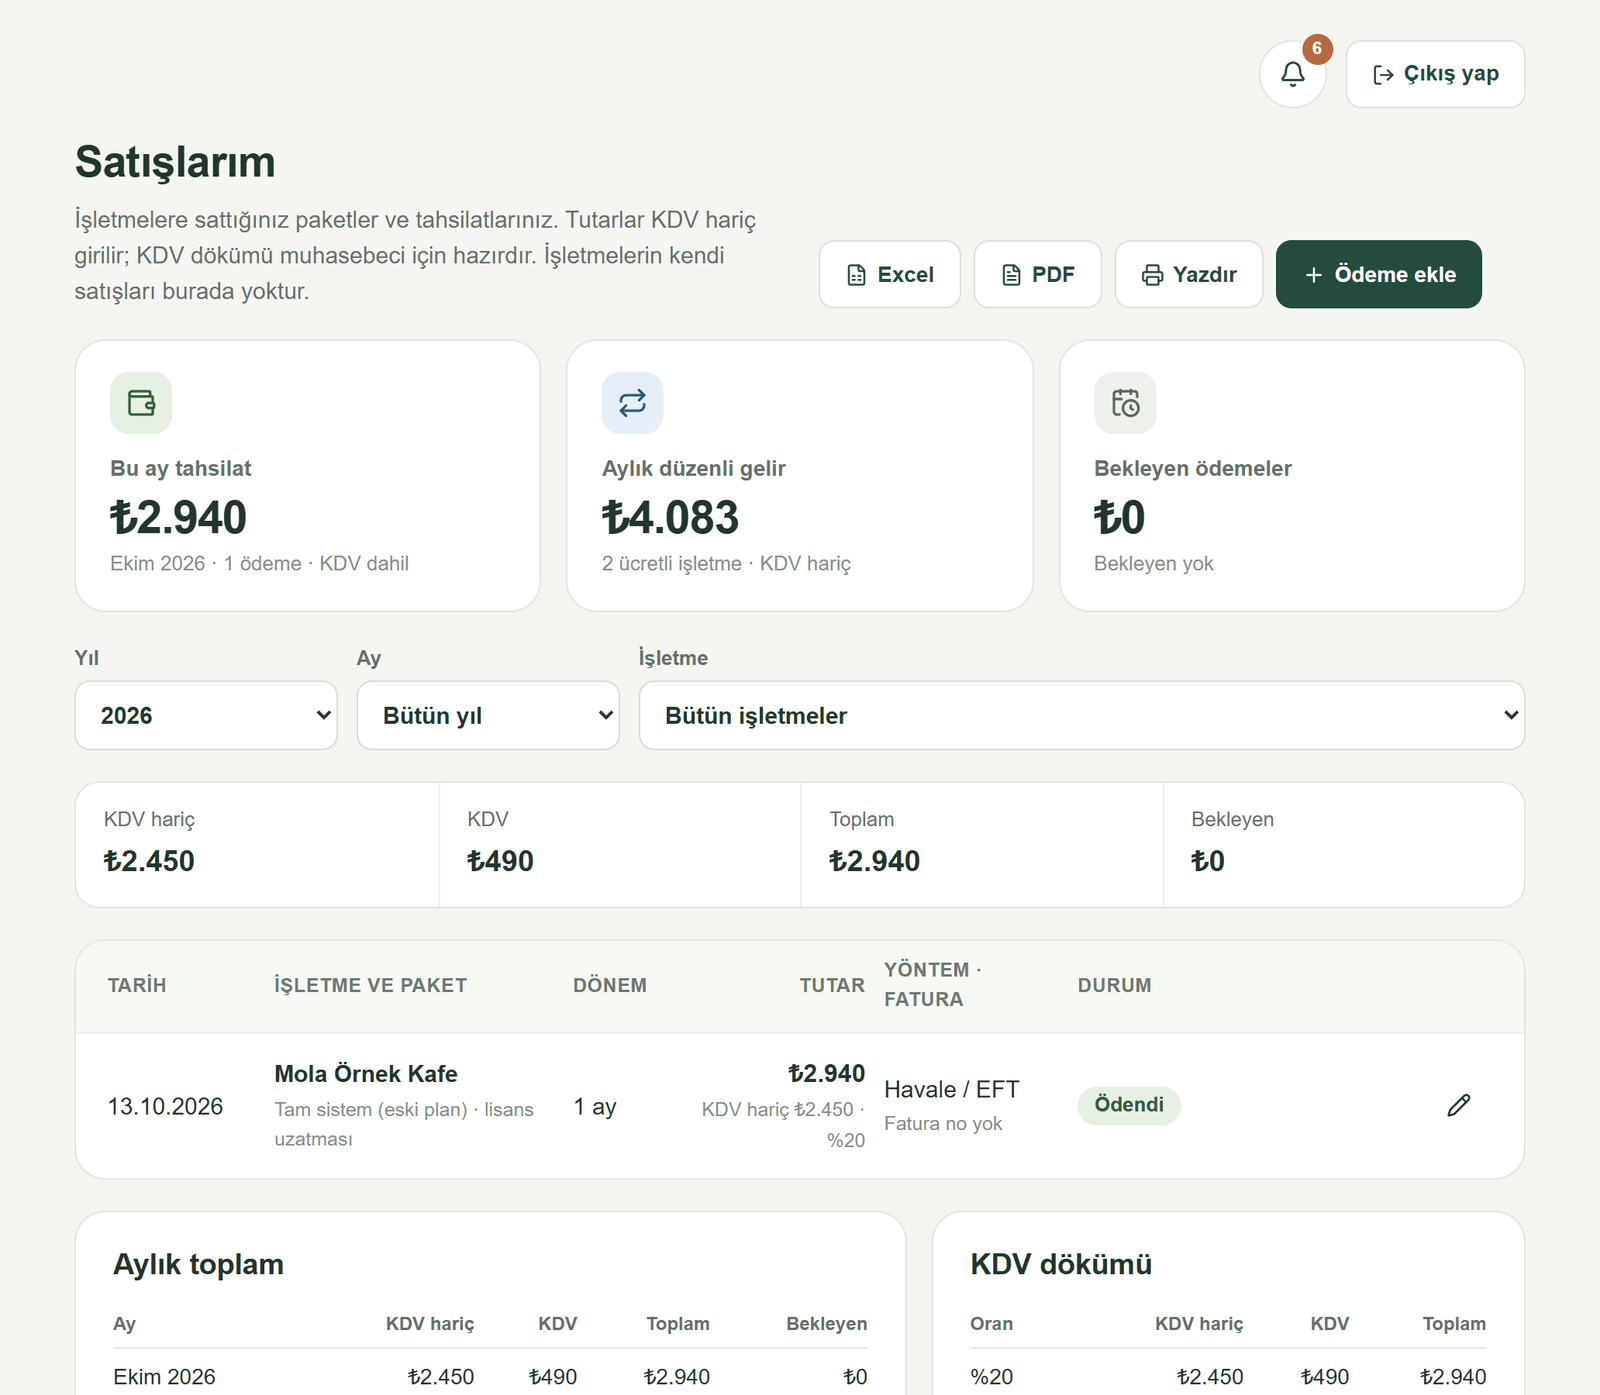 6
Çıkış yap
Satışlarım
İşletmelere sattığınız paketler ve tahsilatlarınız. Tutarlar KDV hariç
girilir; KDV dökümü muhasebeci için hazırdır. İşletmelerin kendi
satışları burada yoktur.
Excel
PDF
Yazdır
+ Ödeme ekle
Bu ay tahsilat
₺2.940
Ekim 2026 · 1 ödeme · KDV dahil
Aylık düzenli gelir
₺4.083
2 ücretli işletme · KDV hariç
Bekleyen ödemeler
₺0
Bekleyen yok
Yıl
2026
Ay
Bütün yıl
İşletme
Bütün işletmeler
KDV hariç
₺2.450
KDV
₺490
Toplam
₺2.940
Bekleyen
₺0
TARİH
İŞLETME VE PAKET
DÖNEM
TUTAR
YÖNTEM ·
FATURA
DURUM
13.10.2026
Mola Örnek Kafe
Tam sistem (eski plan) · lisans
uzatması
1 ay
₺2.940
KDV hariç ₺2.450 ·
%20
Havale / EFT
Fatura no yok
Ödendi
Aylık toplam
Ay KDV hariç KDV Toplam Bekleyen
Ekim 2026 ₺2.450 ₺490 ₺2.940 ₺0
KDV dökümü
Oran KDV hariç KDV Toplam
%20 ₺2.450 ₺490 ₺2.940